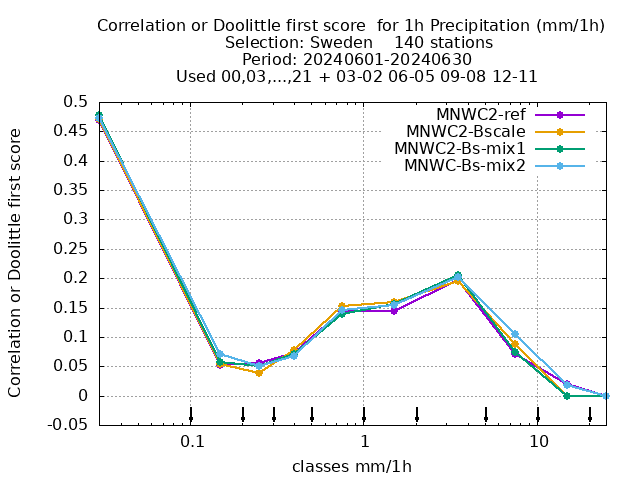 Correlation or Doolittle first score  for 1h Precipitation (mm/1h)
Selection: Sweden    140 stations
Period: 20240601-20240630
Used 00,03,...,21 + 03-02 06-05 09-08 12-11
MNWC2-ref
MNWC2-Bscale
MNWC2-Bs-mix1
MNWC-Bs-mix2
Correlation or Doolittle first score
0.5
0.45
0.4
0.35
0.3
0.25
0.2
0.15
0.1
0.05
0
-0.05
0.1
1
10
classes mm/1h